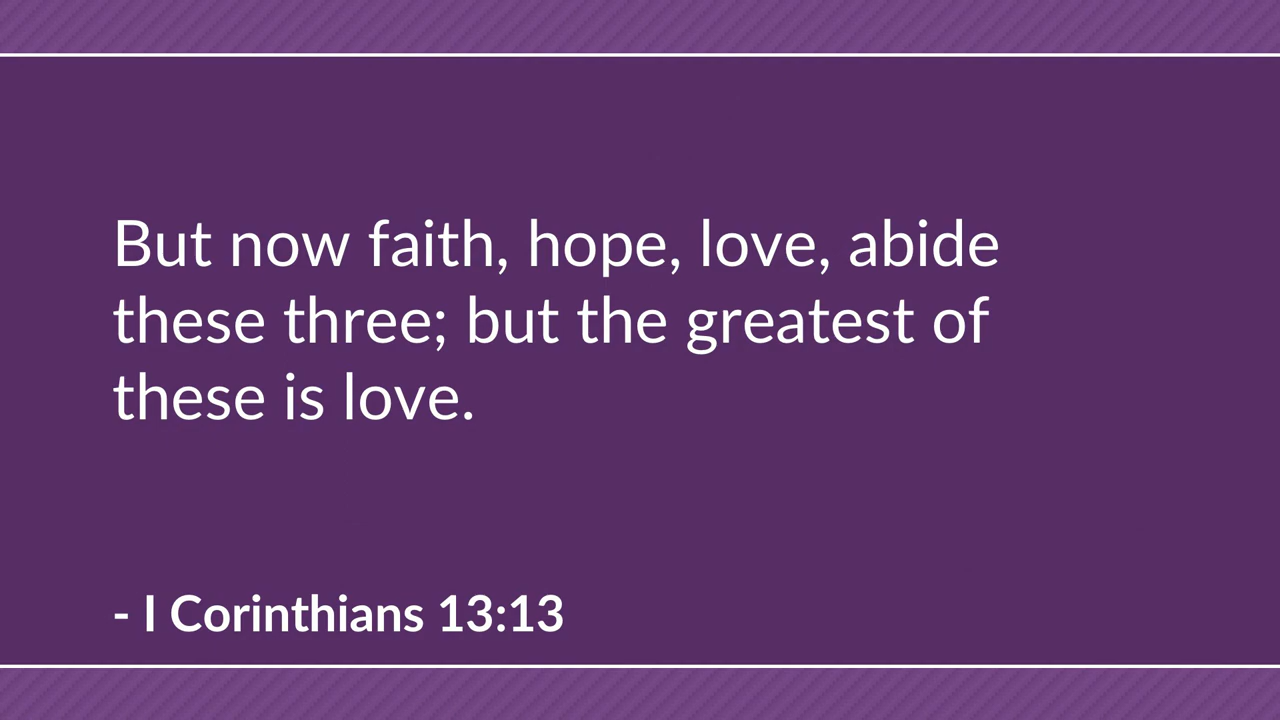 But now faith, hope, love, abide
these three; but the greatest of
these is love.
- I Corinthians 13:13